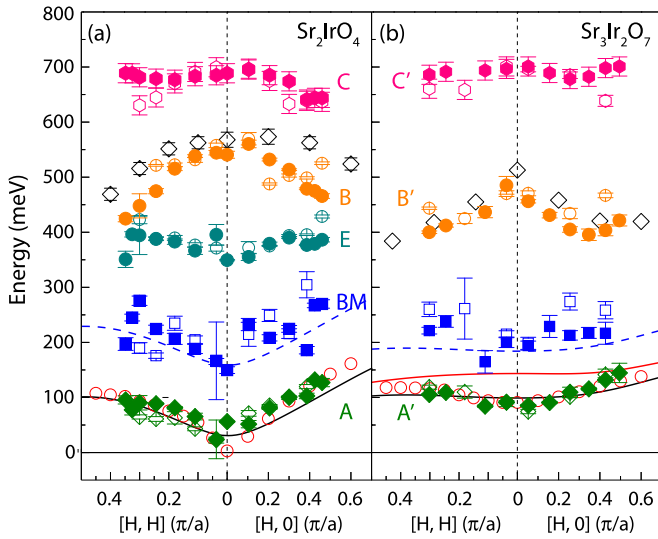 (a)
Sr₂IrO₄
(b)
Sr₃Ir₂O₇
800
700
600
500
400
300
200
100
0
Energy (meV)
C
B
E
BM
A
C′
B′
A′
0.4
0.2
0
0.2
0.4
0.6
0.4
0.2
0
0.2
0.4
0.6
[H, H] (π/a)
[H, 0] (π/a)
[H, H] (π/a)
[H, 0] (π/a)